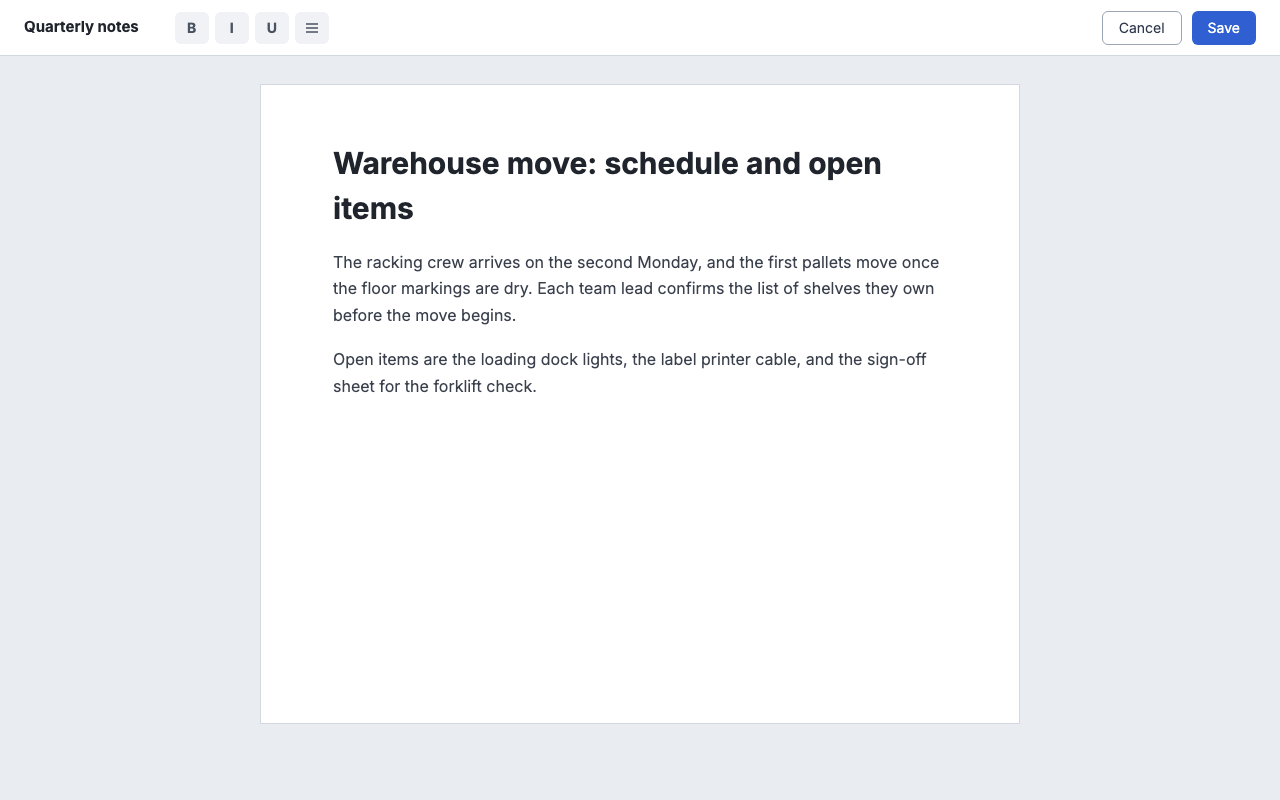 Quarterly notes
B
I
U
Cancel
Save
Warehouse move: schedule and open
items
The racking crew arrives on the second Monday, and the first pallets move once
the floor markings are dry. Each team lead confirms the list of shelves they own
before the move begins.
Open items are the loading dock lights, the label printer cable, and the sign-off
sheet for the forklift check.